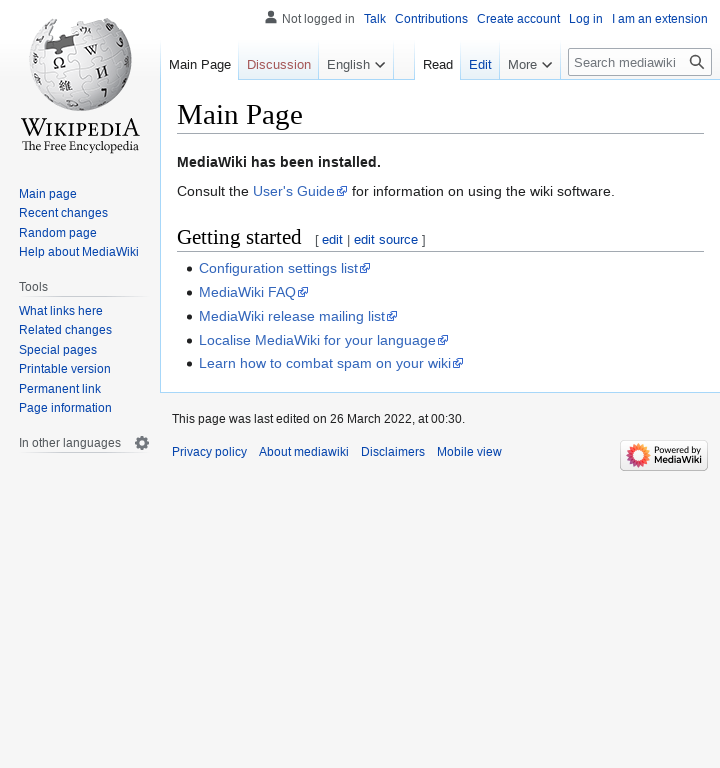 Not logged in Talk Contributions Create account Log in I am an extension
Main Page Discussion English Read Edit More Search mediawiki
WIKIPEDIA
The Free Encyclopedia
Main page
Recent changes
Random page
Help about MediaWiki
Tools
What links here
Related changes
Special pages
Printable version
Permanent link
Page information
In other languages
Main Page
MediaWiki has been installed.
Consult the User's Guide for information on using the wiki software.
Getting started [ edit | edit source ]
Configuration settings list
MediaWiki FAQ
MediaWiki release mailing list
Localise MediaWiki for your language
Learn how to combat spam on your wiki
This page was last edited on 26 March 2022, at 00:30.
Privacy policy About mediawiki Disclaimers Mobile view
Powered by
MediaWiki